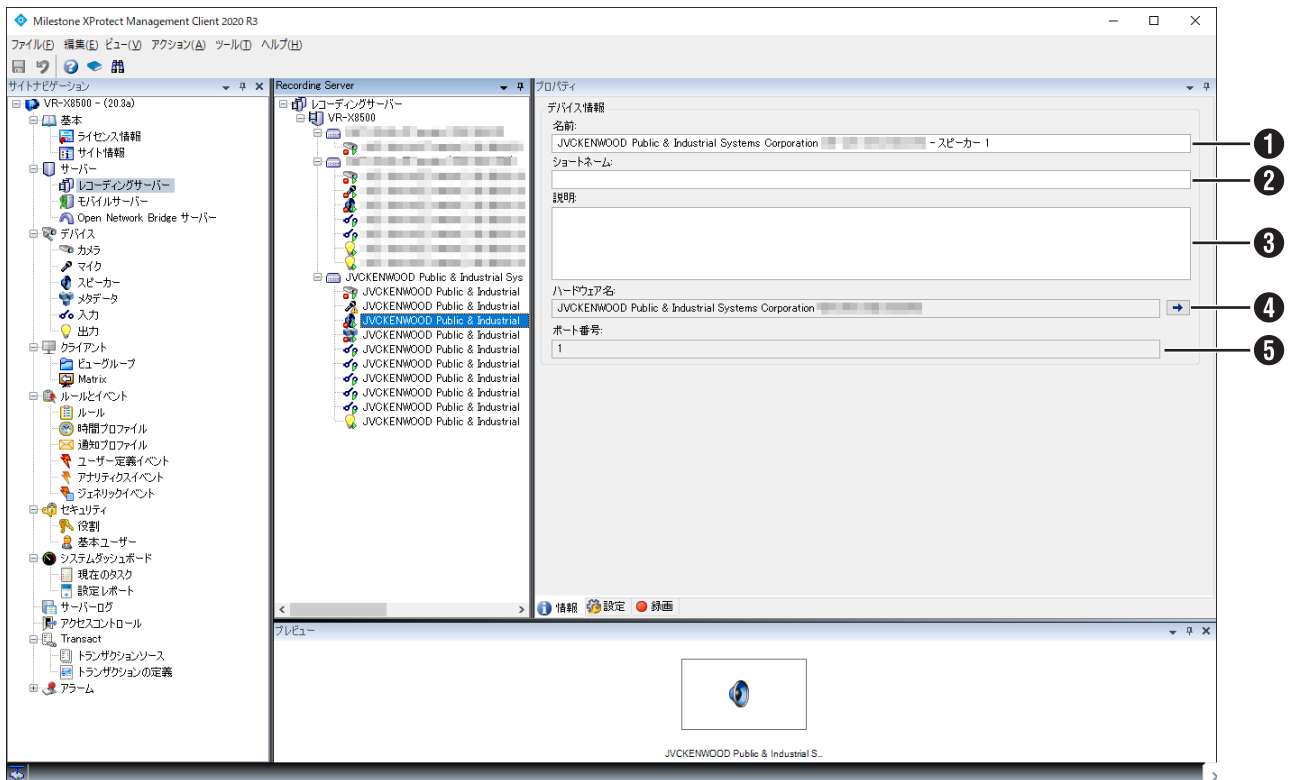 Milestone XProtect Management Client 2020 R3
ファイル(F) 編集(E) ビュー(V) アクション(A) ツール(T) ヘルプ(H)
サイトナビゲーション
VR-X8500 - (20.3a)
基本
ライセンス情報
サイト情報
サーバー
レコーディングサーバー
モバイルサーバー
Open Network Bridge サーバー
デバイス
カメラ
マイク
スピーカー
メタデータ
入力
出力
クライアント
ビューグループ
Matrix
ルールとイベント
ルール
時間プロファイル
通知プロファイル
ユーザー定義イベント
アナリティクスイベント
ジェネリックイベント
セキュリティ
役割
基本ユーザー
システムダッシュボード
現在のタスク
設定レポート
サーバーログ
アクセスコントロール
Transact
トランザクションソース
トランザクションの定義
アラーム
Recording Server
レコーディングサーバー
VR-X8500
JVCKENWOOD Public & Industrial Sys
JVCKENWOOD Public & Industrial
JVCKENWOOD Public & Industrial
JVCKENWOOD Public & Industrial
JVCKENWOOD Public & Industrial
JVCKENWOOD Public & Industrial
JVCKENWOOD Public & Industrial
JVCKENWOOD Public & Industrial
JVCKENWOOD Public & Industrial
JVCKENWOOD Public & Industrial
JVCKENWOOD Public & Industrial
プロパティ
デバイス情報
名前:
JVCKENWOOD Public & Industrial Systems Corporation - スピーカー 1
❶
ショートネーム:
❷
説明:
❸
ハードウェア名:
JVCKENWOOD Public & Industrial Systems Corporation
❹
ポート番号:
1
❺
情報 設定 録画
プレビュー
JVCKENWOOD Public & Industrial S...